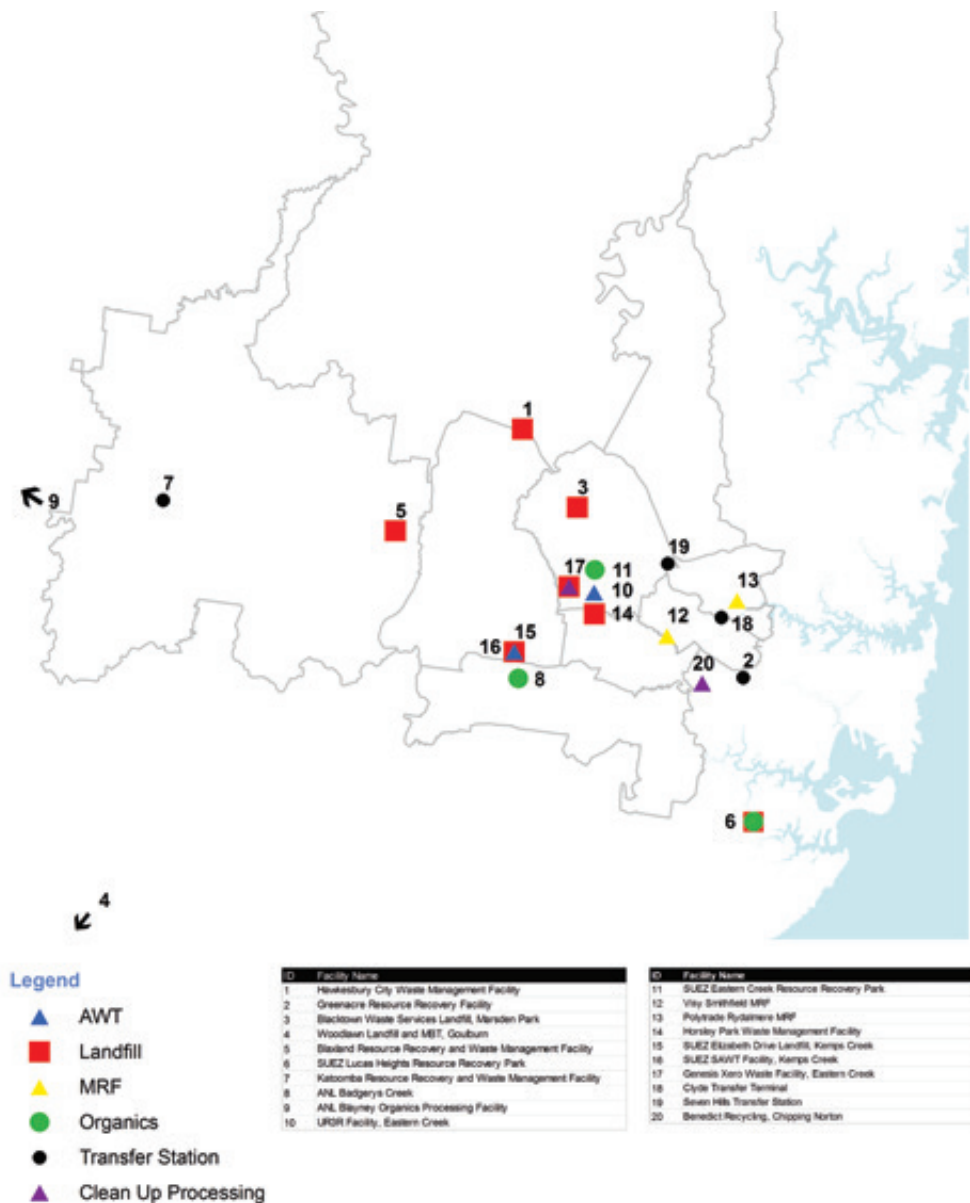 1
3
7
9
5
19
17
11
13
10
14
12
18
15
16
20
2
8
6
4
Legend
AWT
Landfill
MRF
Organics
Transfer Station
Clean Up Processing
ID Facility Name
1 Hawkesbury City Waste Management Facility
2 Greenacre Resource Recovery Facility
3 Blacktown Waste Services Landfill, Marsden Park
4 Woodlawn Landfill and MBT, Goulburn
5 Blaxland Resource Recovery and Waste Management Facility
6 SUEZ Lucas Heights Resource Recovery Park
7 Katoomba Resource Recovery and Waste Management Facility
8 ANL Badgerys Creek
9 ANL Blayney Organics Processing Facility
10 UR3R Facility, Eastern Creek
ID Facility Name
11 SUEZ Eastern Creek Resource Recovery Park
12 Visy Smithfield MRF
13 Polytrade Rydalmere MRF
14 Horsley Park Waste Management Facility
15 SUEZ Elizabeth Drive Landfill, Kemps Creek
16 SUEZ SAWT Facility, Kemps Creek
17 Genesis Xero Waste Facility, Eastern Creek
18 Clyde Transfer Terminal
19 Seven Hills Transfer Station
20 Benedict Recycling, Chipping Norton